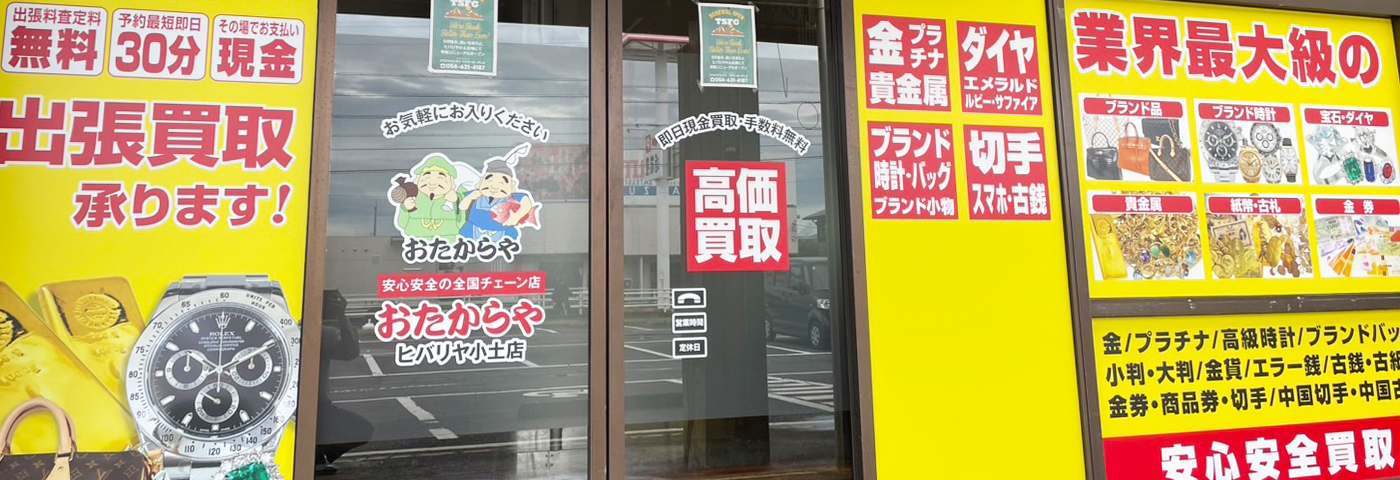 出張料査定料
無料
予約最短即日
30分
その場でお支払い
現金
出張買取
承ります!
ROLEX
UNITS PER HOUR
TSFG
TSFG
お気軽にお入りください
おたからや
安心安全の全国チェーン店
おたからや
ヒバリヤ小土店
即日現金買取・手数料無料
高価
買取
営業時間
定休日
金
プラチナ
貴金属
ダイヤ
エメラルド
ルビー・サファイア
ブランド
時計・バッグ
ブランド小物
切手
スマホ・古銭
業界最大級の
ブランド品
ブランド時計
宝石・ダイヤ
貴金属
紙幣・古札
金券
金/プラチナ/高級時計/ブランドバッ
小判・大判/金貨/エラー銭/古銭・古紙
金券・商品券・切手/中国切手・中国古
安心安全買取